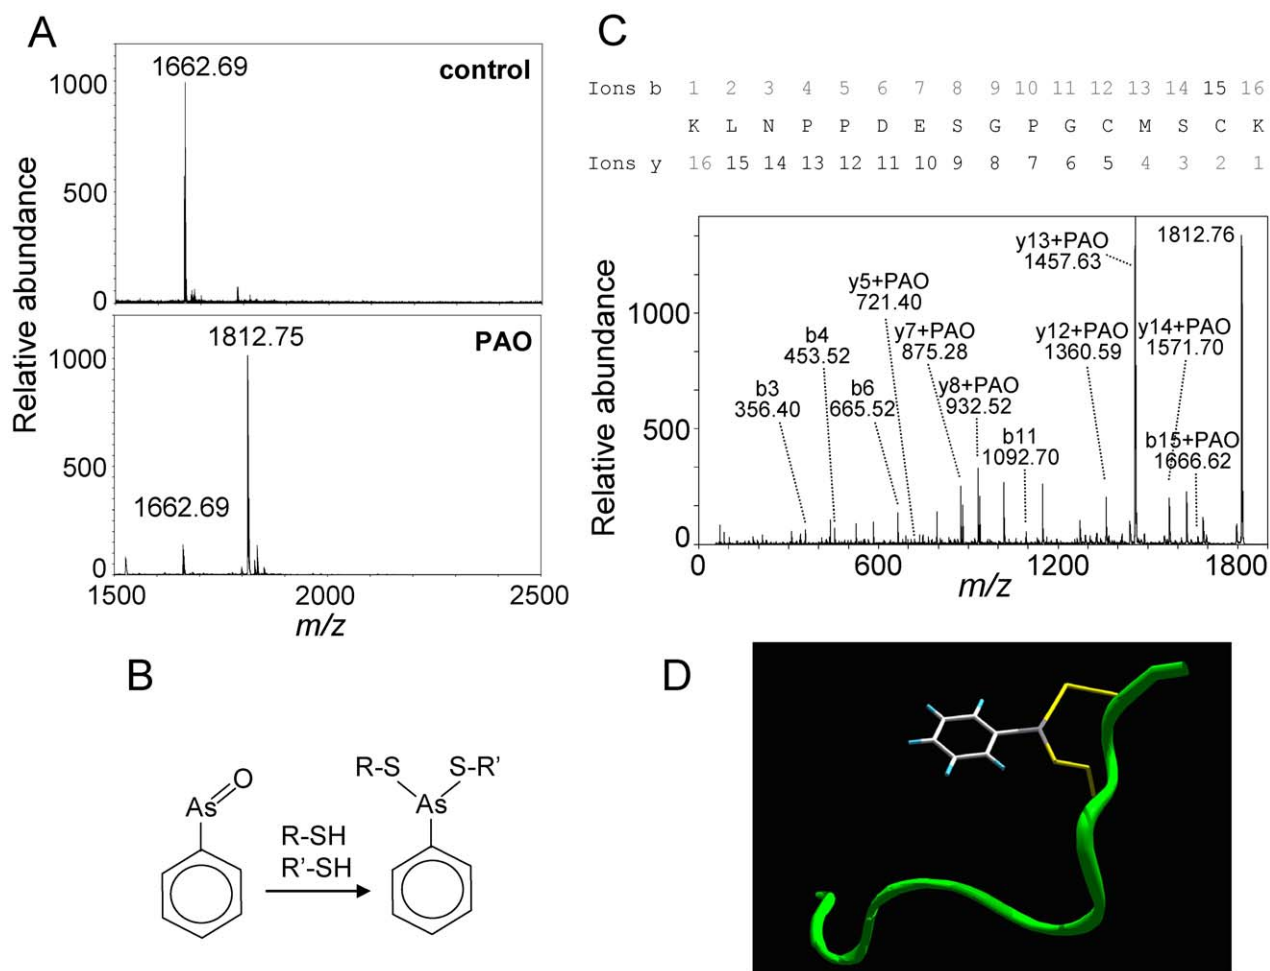 A
1662.69
control
1000
500
0
Relative abundance
1812.75
PAO
1000
500
1662.69
0
1500
2000
2500
m/z
B
As
O
R-SH
R'-SH
R-S
S-R'
As
C
Ions b 1 2 3 4 5 6 7 8 9 10 11 12 13 14 15 16
K L N P P D E S G P G C M S C K
Ions y 16 15 14 13 12 11 10 9 8 7 6 5 4 3 2 1
Relative abundance
1000
500
0
y13+PAO
1457.63
1812.76
y5+PAO
721.40
b4
453.52
y7+PAO
875.28
y12+PAO
1360.59
y14+PAO
1571.70
b3
356.40
b6
665.52
y8+PAO
932.52
b11
1092.70
b15+PAO
1666.62
0
600
1200
1800
m/z
D